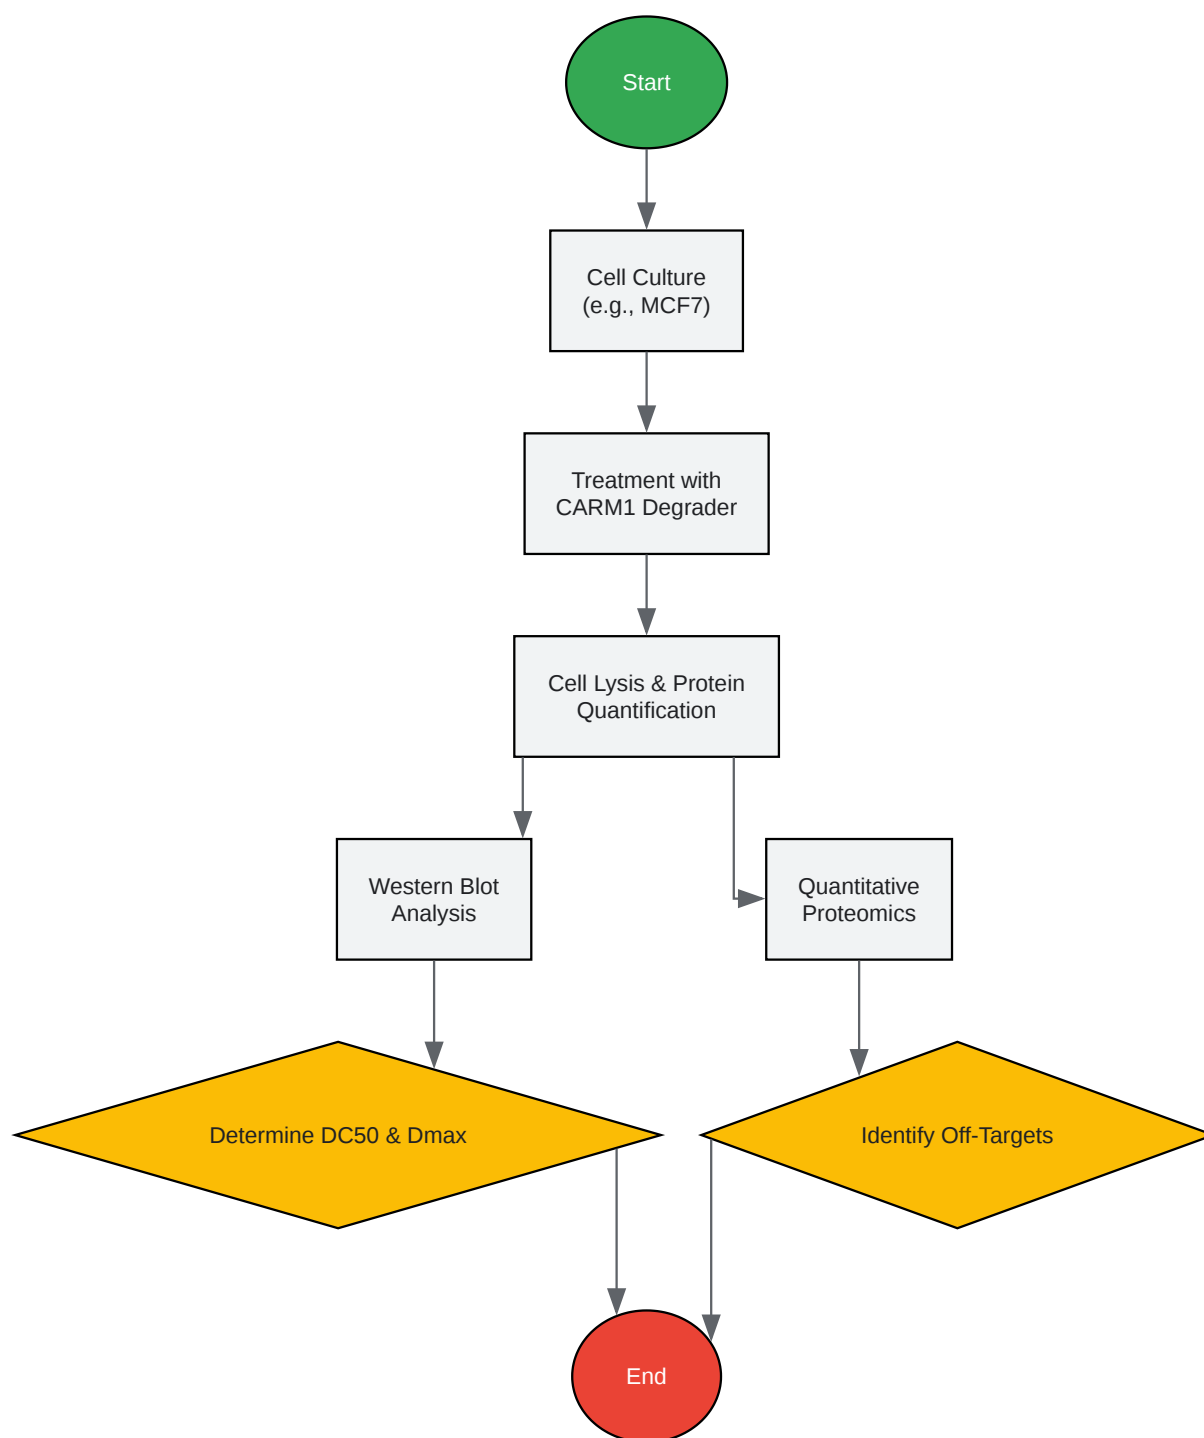 Start
Cell Culture
(e.g., MCF7)
Treatment with
CARM1 Degrader
Cell Lysis & Protein
Quantification
Western Blot
Analysis
Quantitative
Proteomics
Determine DC50 & Dmax
Identify Off-Targets
End